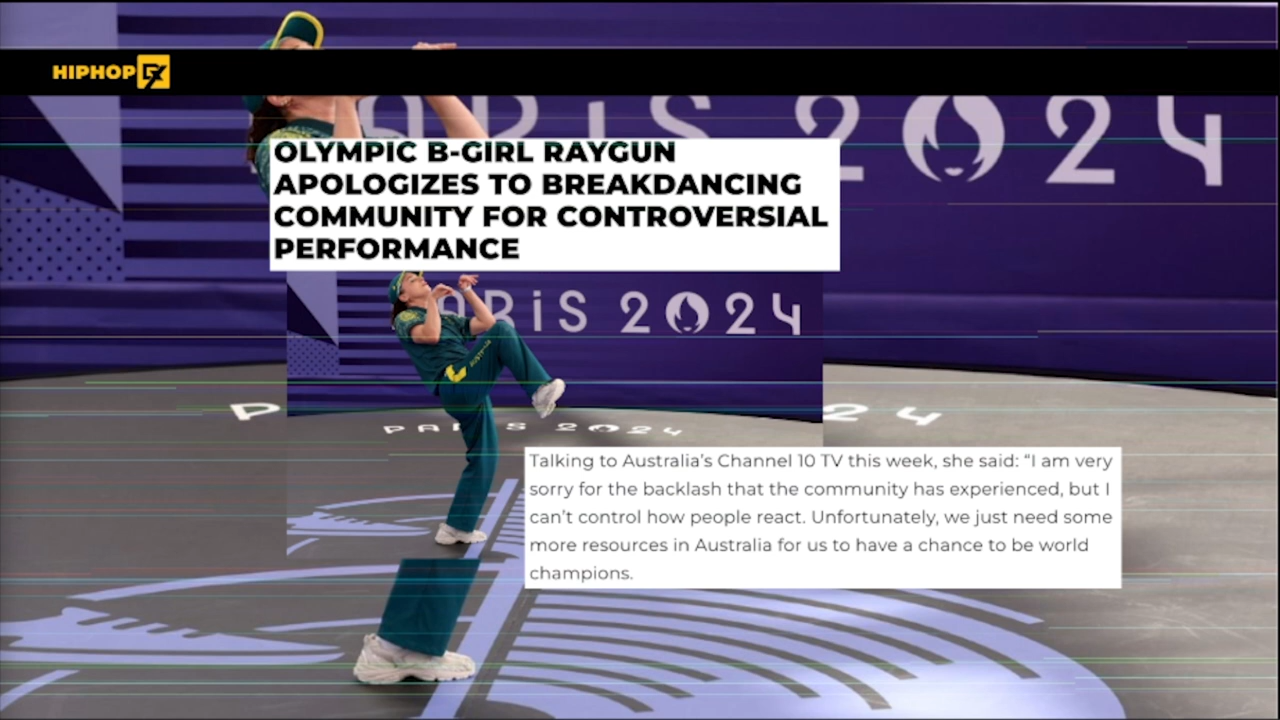 HIPHOP DX
PARIS 2024
OLYMPIC B-GIRL RAYGUN
APOLOGIZES TO BREAKDANCING
COMMUNITY FOR CONTROVERSIAL
PERFORMANCE
PARIS 2024
AUSTRALIA
PARIS 2024
P
24
Talking to Australia’s Channel 10 TV this week, she said: “I am very
sorry for the backlash that the community has experienced, but I
can’t control how people react. Unfortunately, we just need some
more resources in Australia for us to have a chance to be world
champions.